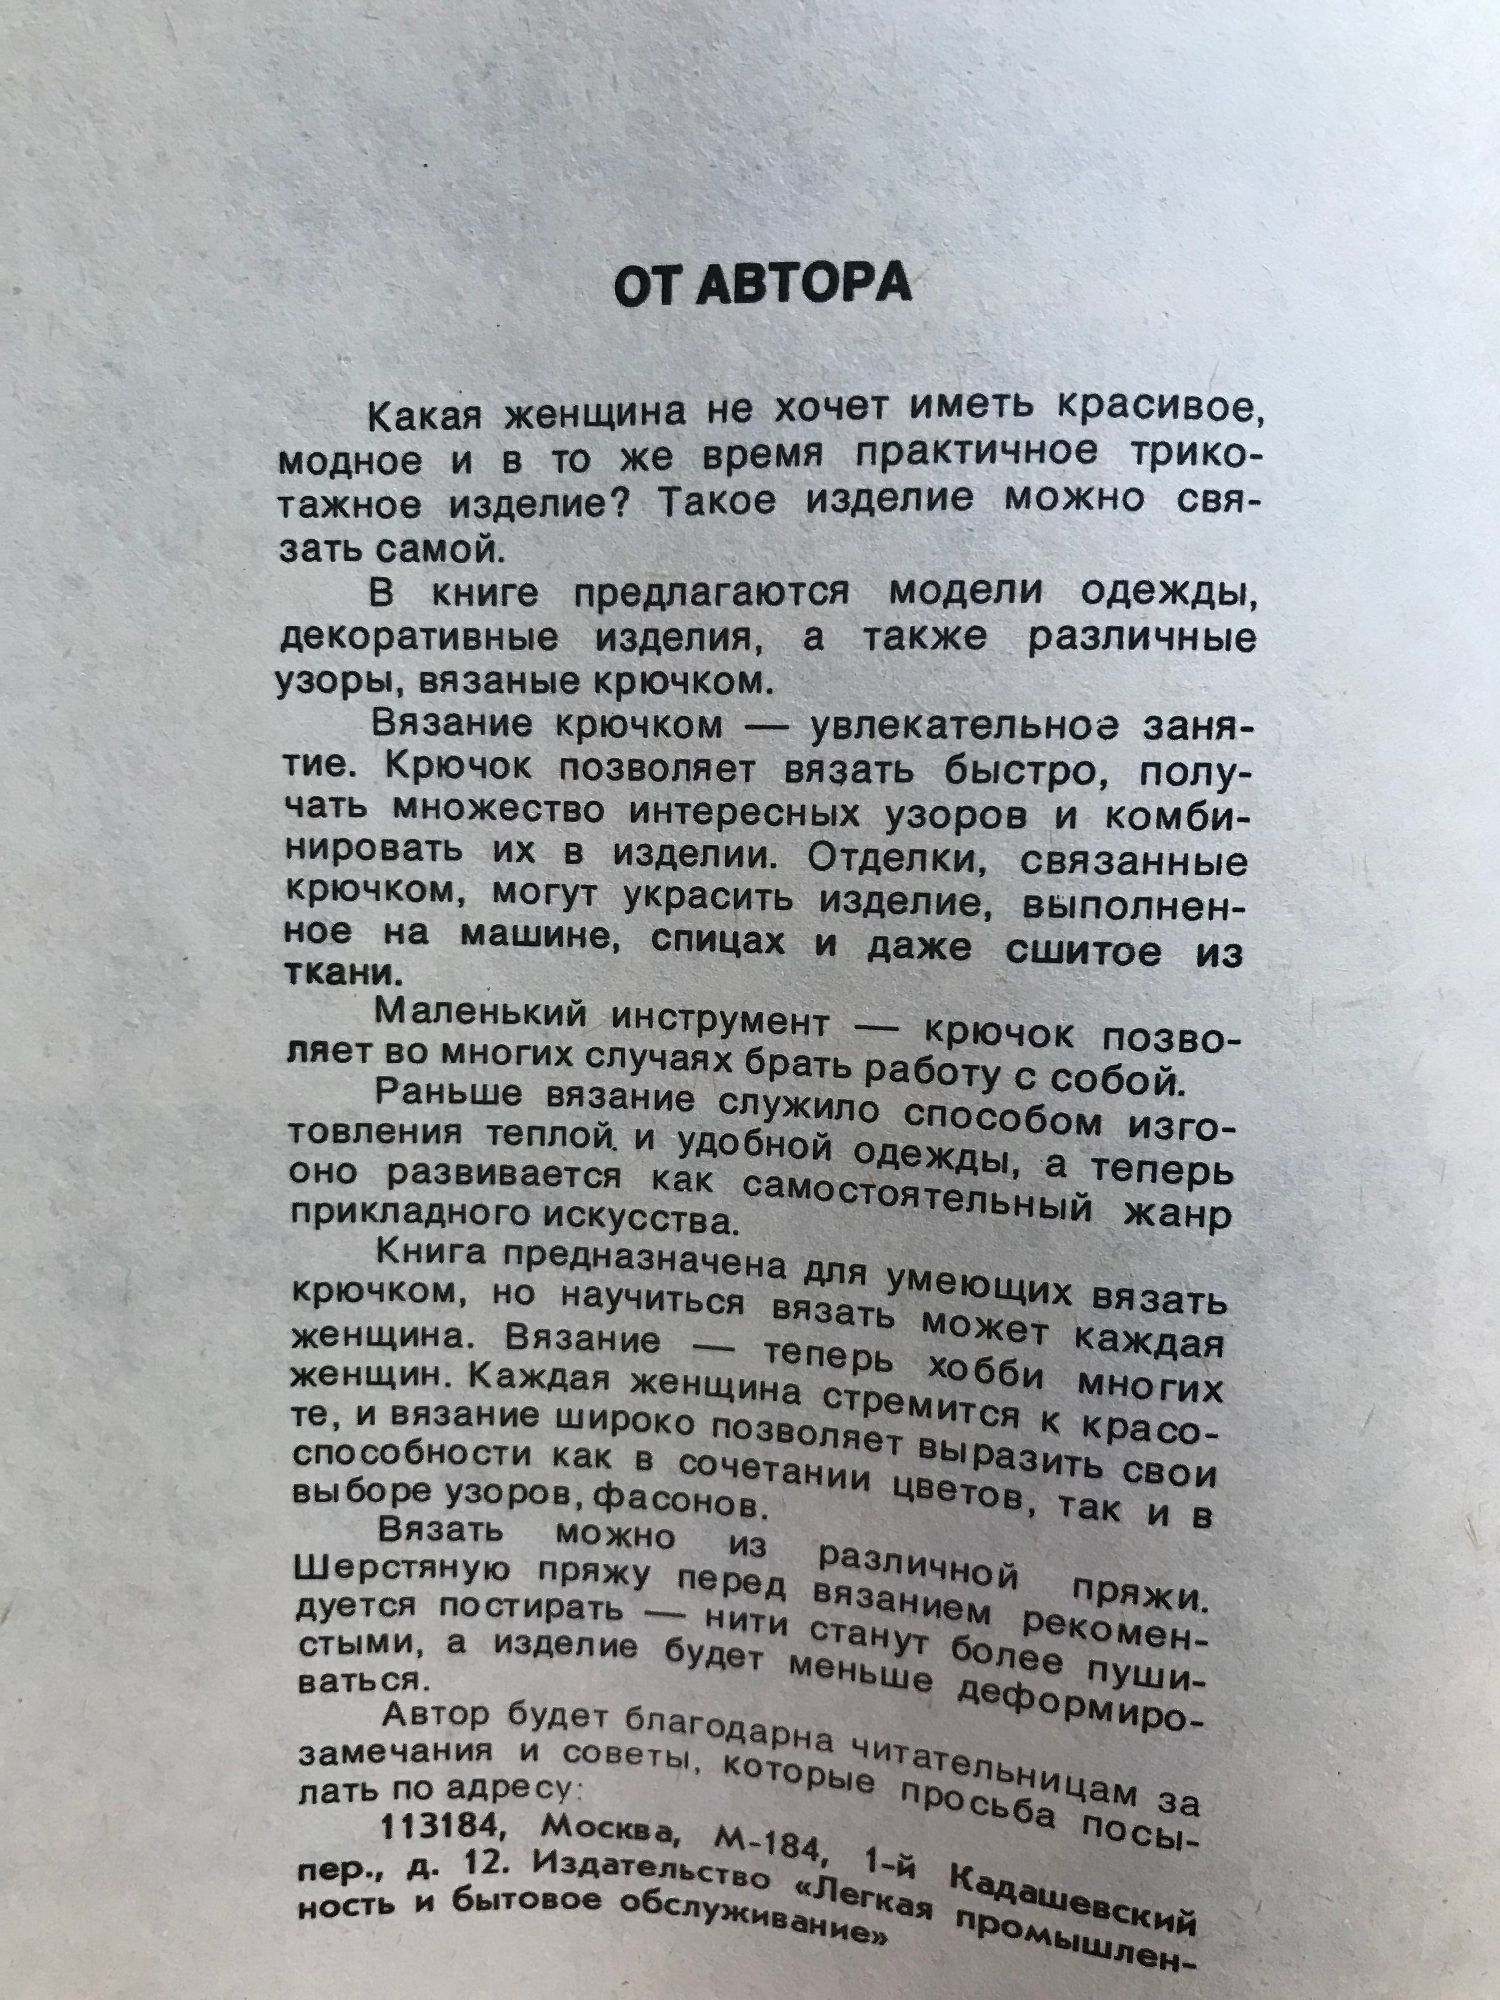 ОТ АВТОРА
Какая женщина не хочет иметь красивое,
модное и в то же время практичное трико-
тажное изделие? Такое изделие можно свя-
зать самой.
В книге предлагаются модели одежды,
декоративные изделия, а также различные
узоры, вязаные крючком.
Вязание крючком — увлекательное заня-
тие. Крючок позволяет вязать быстро, полу-
чать множество интересных узоров и комби-
нировать их в изделии. Отделки, связанные
крючком, могут украсить изделие, выполнен-
ное на машине, спицах и даже сшитое из
ткани.
Маленький инструмент — крючок позво-
ляет во многих случаях брать работу с собой.
Раньше вязание служило способом изго-
товления теплой и удобной одежды, а теперь
оно развивается как самостоятельный жанр
прикладного искусства.
Книга предназначена для умеющих вязать
крючком, но научиться вязать может каждая
женщина. Вязание — теперь хобби многих
женщин. Каждая женщина стремится к красо-
те, и вязание широко позволяет выразить свои
способности как в сочетании цветов, так и в
выборе узоров, фасонов.
Вязать можно из различной пряжи.
Шерстяную пряжу перед вязанием рекомен-
дуется постирать — нити станут более пуши-
стыми, а изделие будет меньше деформиро-
ваться.
Автор будет благодарна читательницам за
замечания и советы, которые просьба посы-
лать по адресу:
113184, Москва, М-184, 1-й Кадашевский
пер., д. 12. Издательство «Легкая промышлен-
ность и бытовое обслуживание»